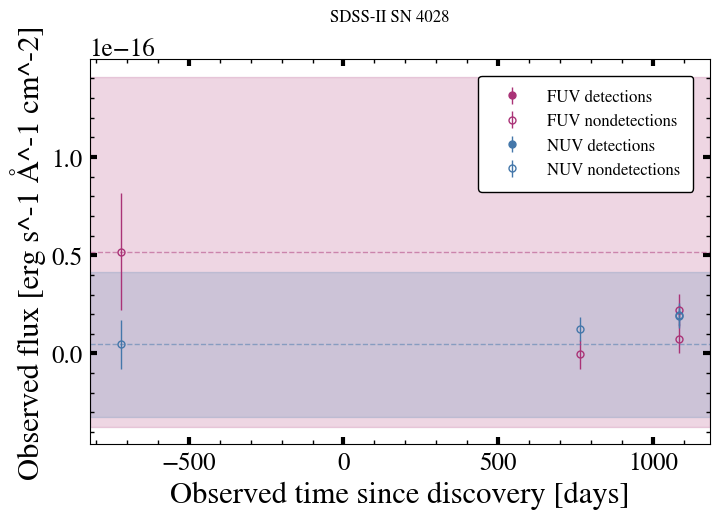 SDSS-II SN 4028
1e−16
FUV detections
FUV nondetections
NUV detections
NUV nondetections
1.0
0.5
0.0
Observed flux [erg s^-1 Å^-1 cm^-2]
−500
0
500
1000
Observed time since discovery [days]